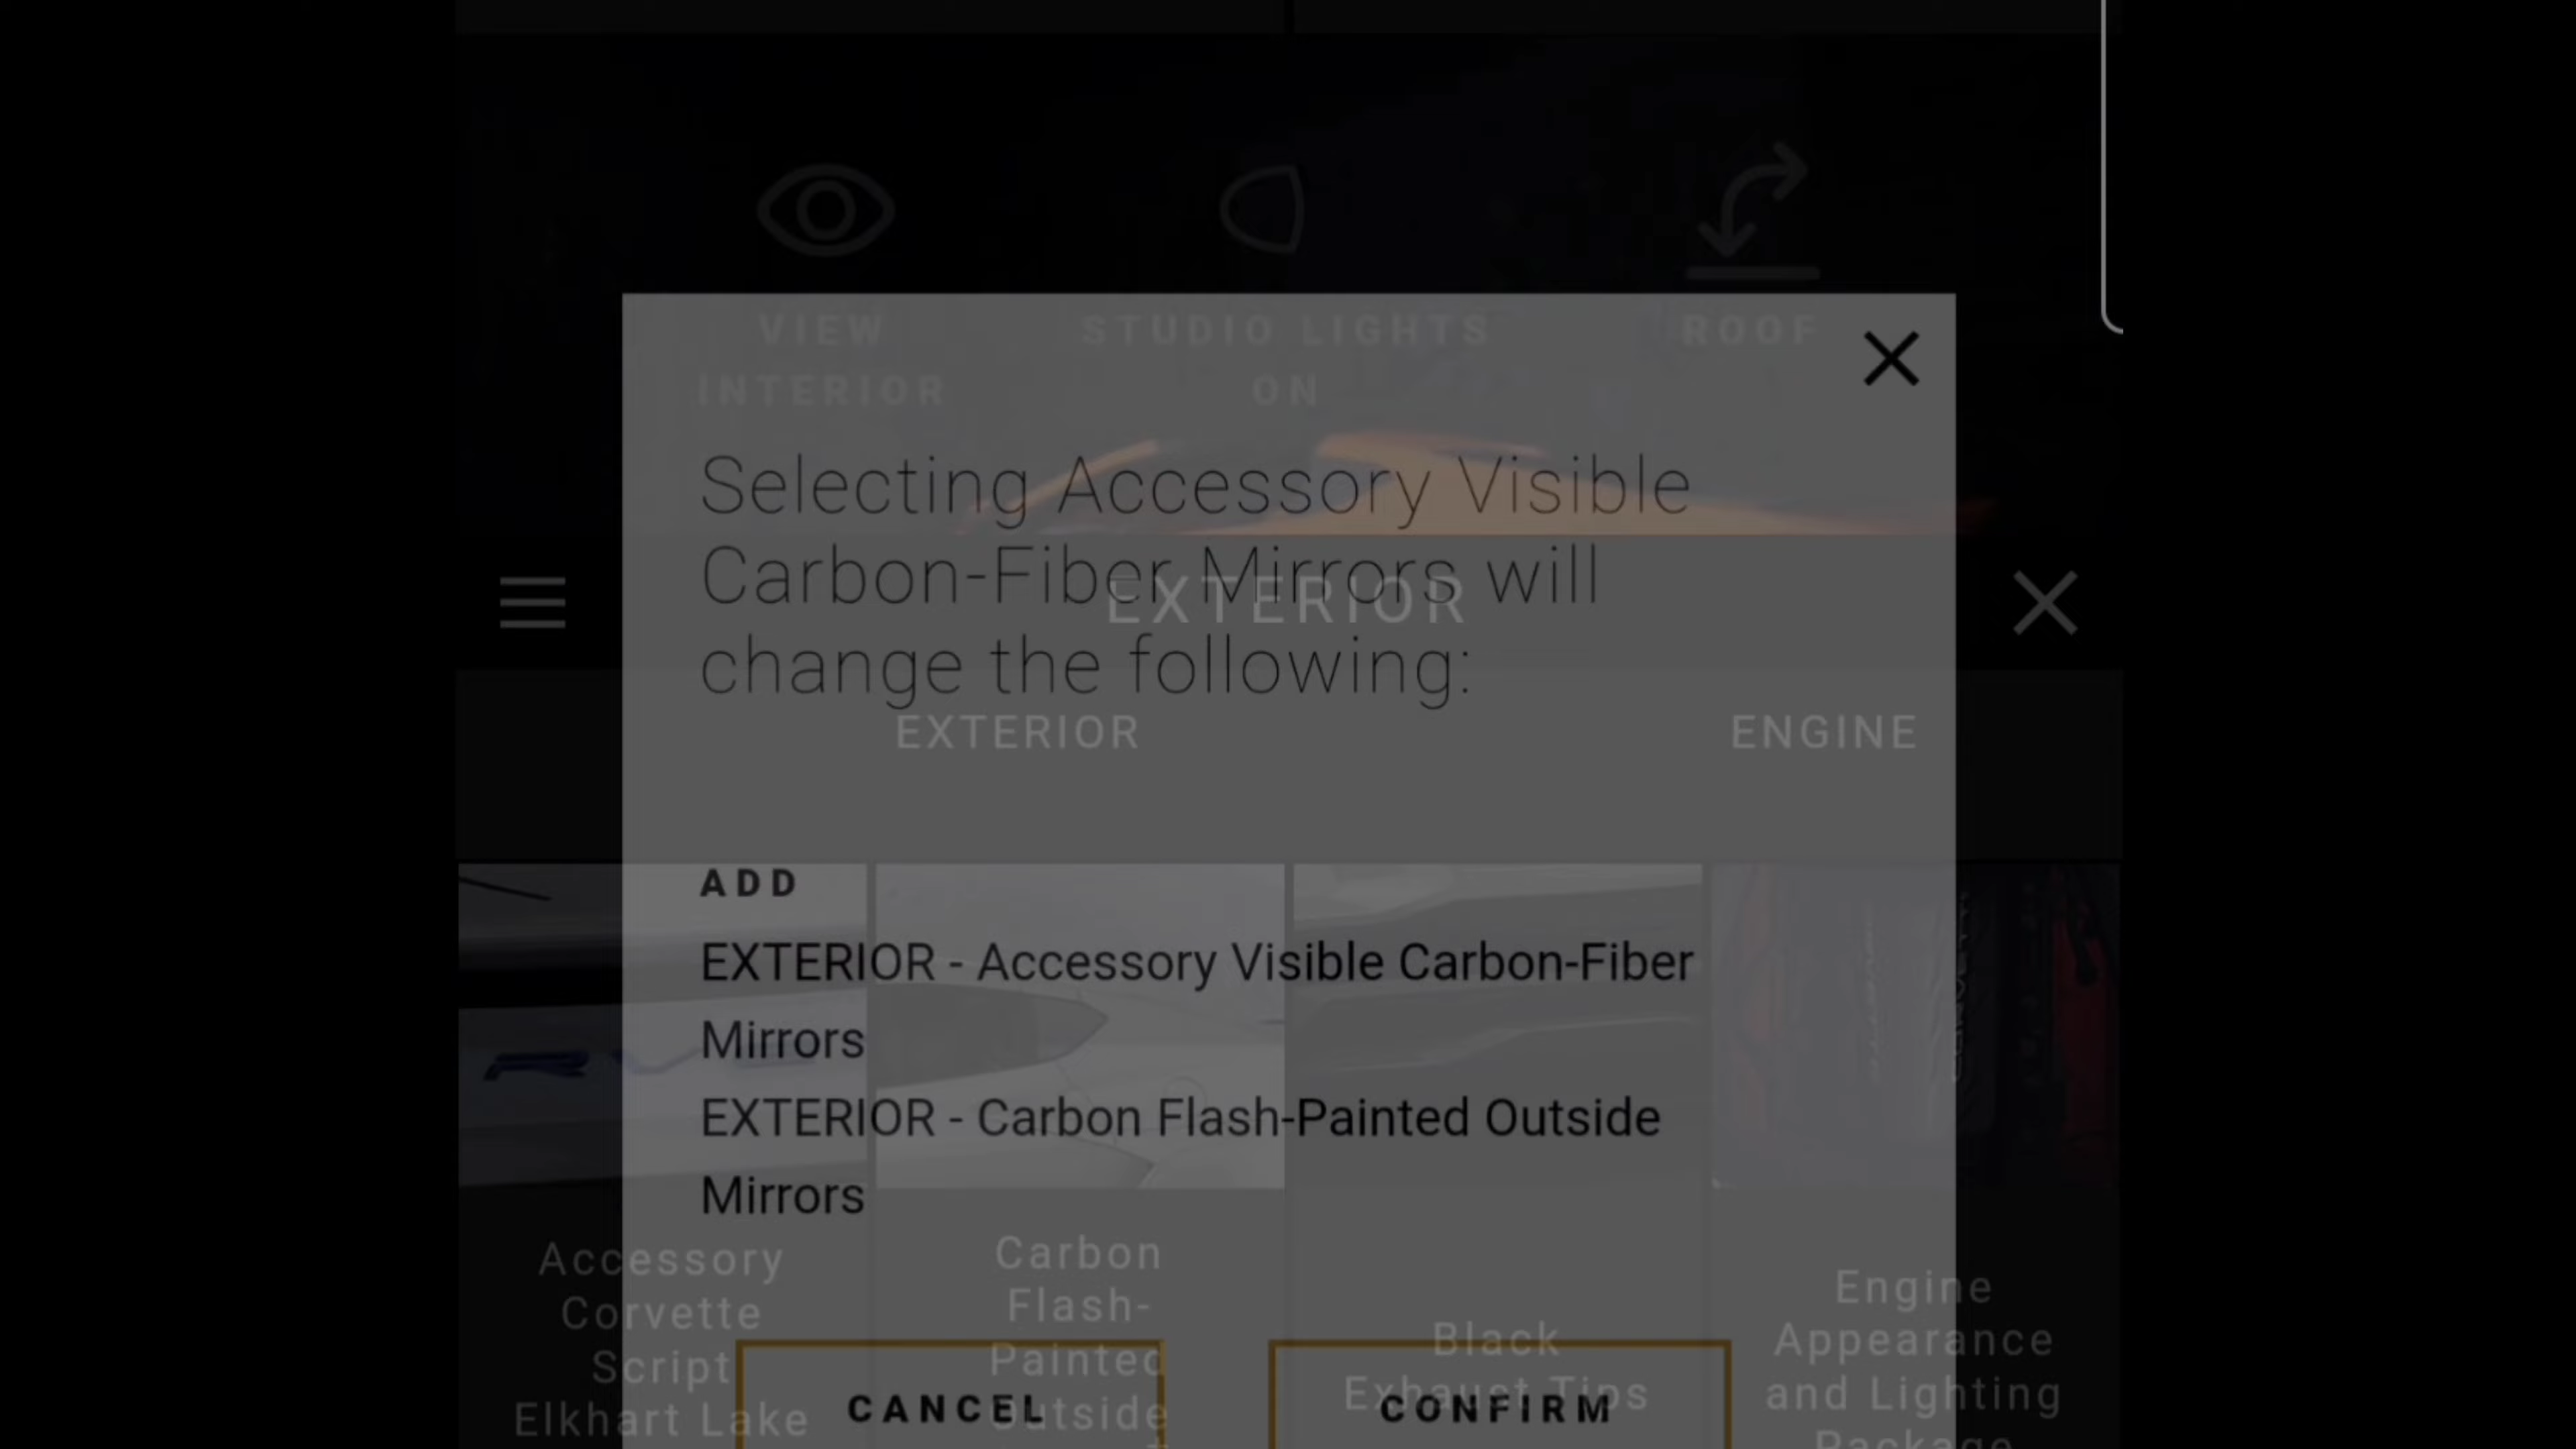 VIEW
INTERIOR
STUDIO LIGHTS
ON
ROOF
Selecting Accessory Visible
Carbon-Fiber Mirrors will
change the following:
EXTERIOR
EXTERIOR
ENGINE
ADD
EXTERIOR - Accessory Visible Carbon-Fiber
Mirrors
EXTERIOR - Carbon Flash-Painted Outside
Mirrors
Accessory
Corvette
Script
Elkhart Lake
Carbon
Flash-
Painted
Outside
Black
Exhaust Tips
Engine
Appearance
and Lighting
Package
CANCEL
CONFIRM